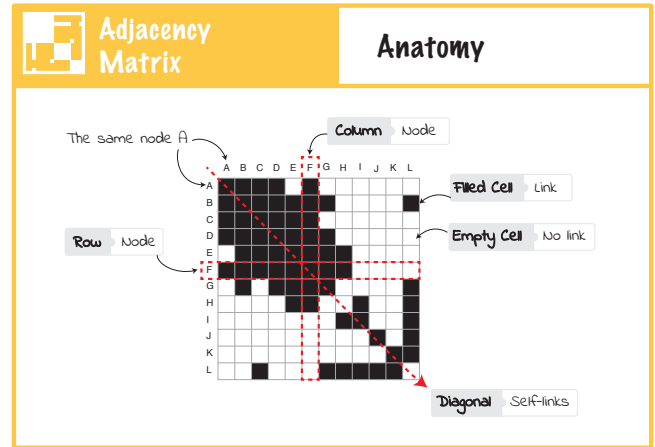 Adjacency
Matrix
Anatomy
The same node A
Column Node
A B C D E F G H I J K L
A
B
C
D
E
F
G
H
I
J
K
L
Filled Cell Link
Empty Cell No link
Row Node
Diagonal Self-links